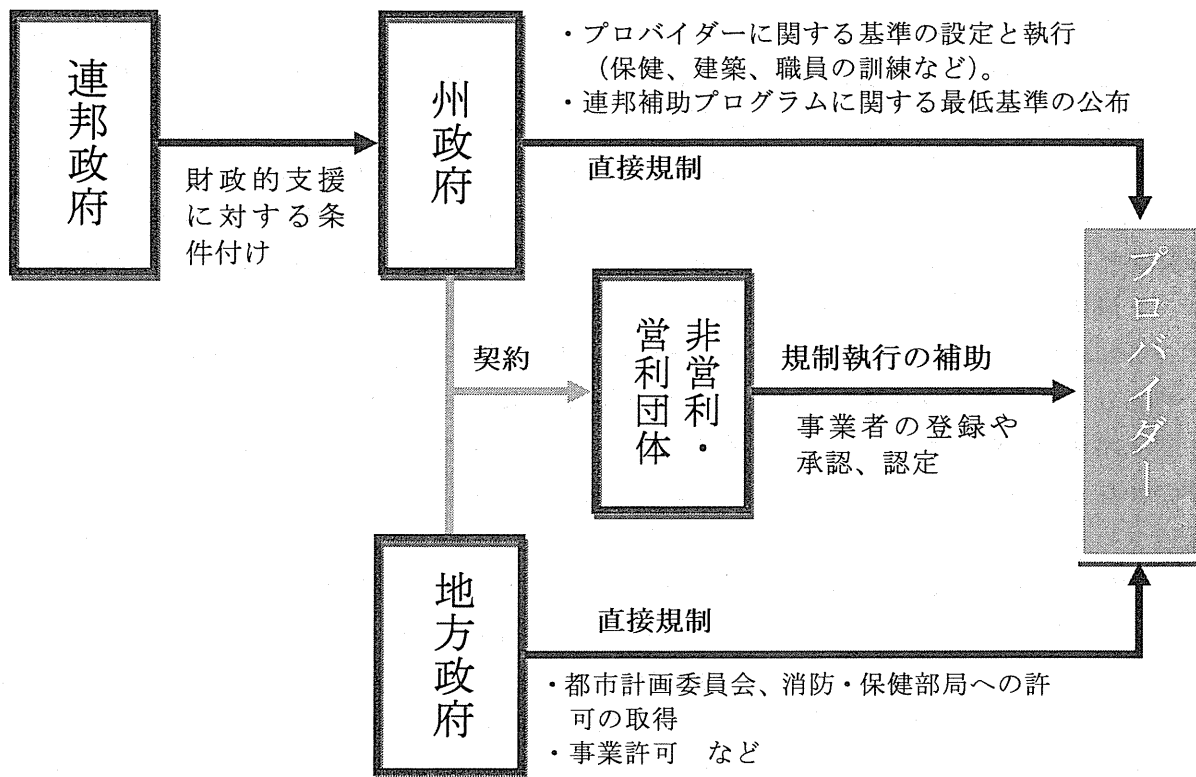 連邦政府
財政的支援
に対する条
件付け
州政府
・プロバイダーに関する基準の設定と執行
（保健、建築、職員の訓練など）。
・連邦補助プログラムに関する最低基準の公布
直接規制
契約
非営利・
営利団体
規制執行の補助
事業者の登録や
承認、認定
プロバイダー
地方政府
直接規制
・都市計画委員会、消防・保健部局への許
可の取得
・事業許可　など